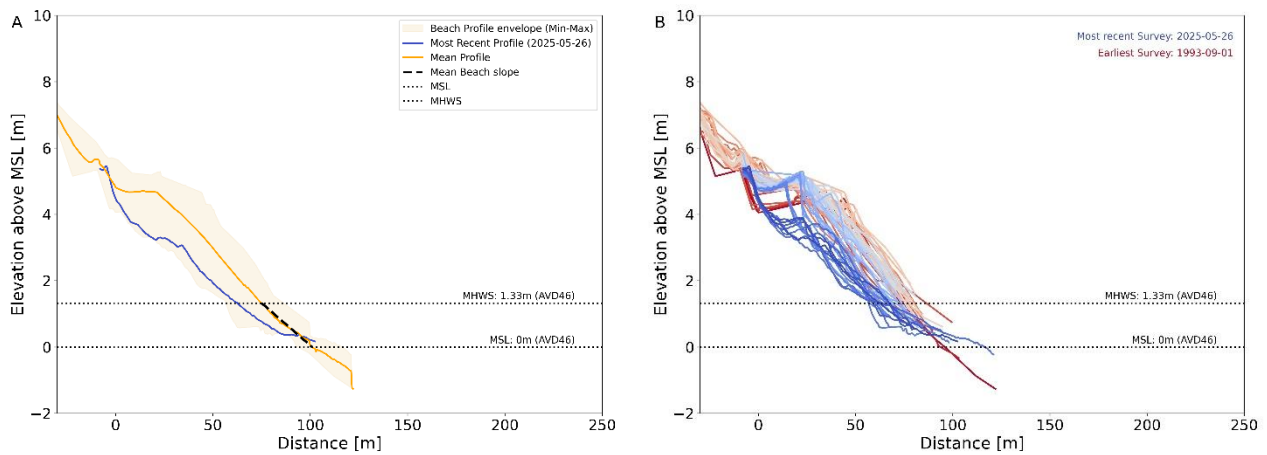 A
Beach Profile envelope (Min-Max)
Most Recent Profile (2025-05-26)
Mean Profile
Mean Beach slope
MSL
MHWS
10
8
6
4
2
0
−2
Elevation above MSL [m]
MHWS: 1.33m (AVD46)
MSL: 0m (AVD46)
0
50
100
150
200
250
Distance [m]
B
Most recent Survey: 2025-05-26
Earliest Survey: 1993-09-01
10
8
6
4
2
0
−2
Elevation above MSL [m]
MHWS: 1.33m (AVD46)
MSL: 0m (AVD46)
0
50
100
150
200
250
Distance [m]